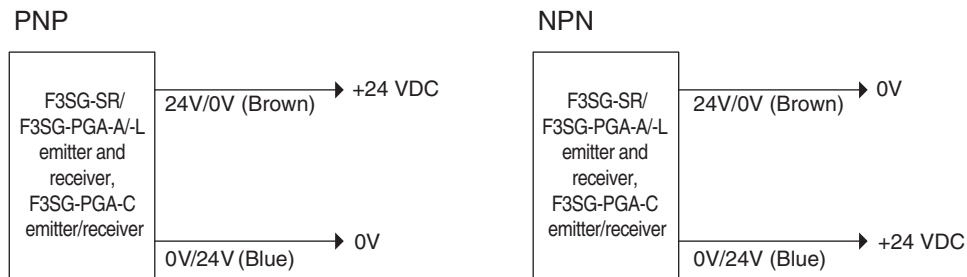 PNP
F3SG-SR/
F3SG-PGA-A/-L
emitter and
receiver,
F3SG-PGA-C
emitter/receiver
24V/0V (Brown)
+24 VDC
0V/24V (Blue)
0V
NPN
F3SG-SR/
F3SG-PGA-A/-L
emitter and
receiver,
F3SG-PGA-C
emitter/receiver
24V/0V (Brown)
0V
0V/24V (Blue)
+24 VDC